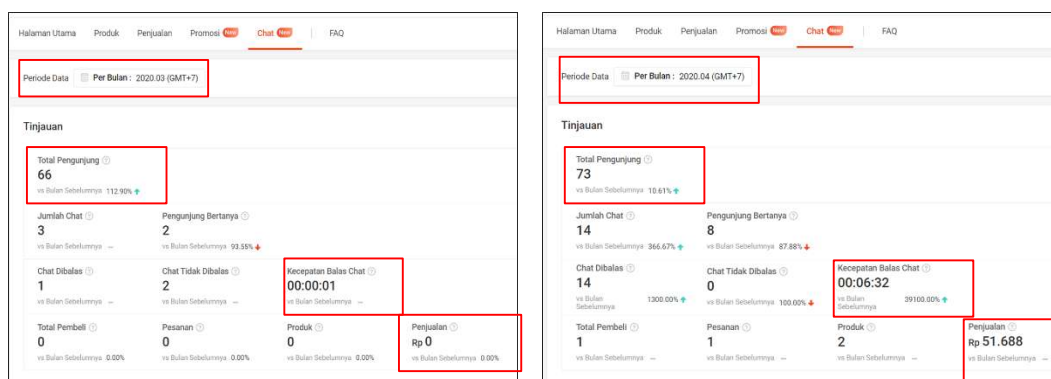 Halaman Utama Produk Penjualan Promosi New Chat New FAQ
Periode Data Per Bulan : 2020.03 (GMT+7)
Tinjauan
Total Pengunjung
66
vs Bulan Sebelumnya 112.90%
Jumlah Chat Pengunjung Bertanya
3 2
vs Bulan Sebelumnya -- vs Bulan Sebelumnya 93.55%
Chat Dibalas Chat Tidak Dibalas Kecepatan Balas Chat
1 2 00:00:01
vs Bulan Sebelumnya -- vs Bulan Sebelumnya -- vs Bulan Sebelumnya --
Total Pembeli Pesanan Produk Penjualan
0 0 0 Rp 0
vs Bulan Sebelumnya 0.00% vs Bulan Sebelumnya 0.00% vs Bulan Sebelumnya 0.00% vs Bulan Sebelumnya 0.00%
Halaman Utama Produk Penjualan Promosi New Chat New FAQ
Periode Data Per Bulan : 2020.04 (GMT+7)
Tinjauan
Total Pengunjung
73
vs Bulan Sebelumnya 10.61%
Jumlah Chat Pengunjung Bertanya
14 8
vs Bulan Sebelumnya 366.67% vs Bulan Sebelumnya 87.88%
Chat Dibalas Chat Tidak Dibalas Kecepatan Balas Chat
14 0 00:06:32
vs Bulan Sebelumnya 1300.00% vs Bulan Sebelumnya 100.00% vs Bulan Sebelumnya 39100.00%
Total Pembeli Pesanan Produk Penjualan
1 1 2 Rp 51.688
vs Bulan Sebelumnya -- vs Bulan Sebelumnya -- vs Bulan Sebelumnya -- vs Bulan Sebelumnya --